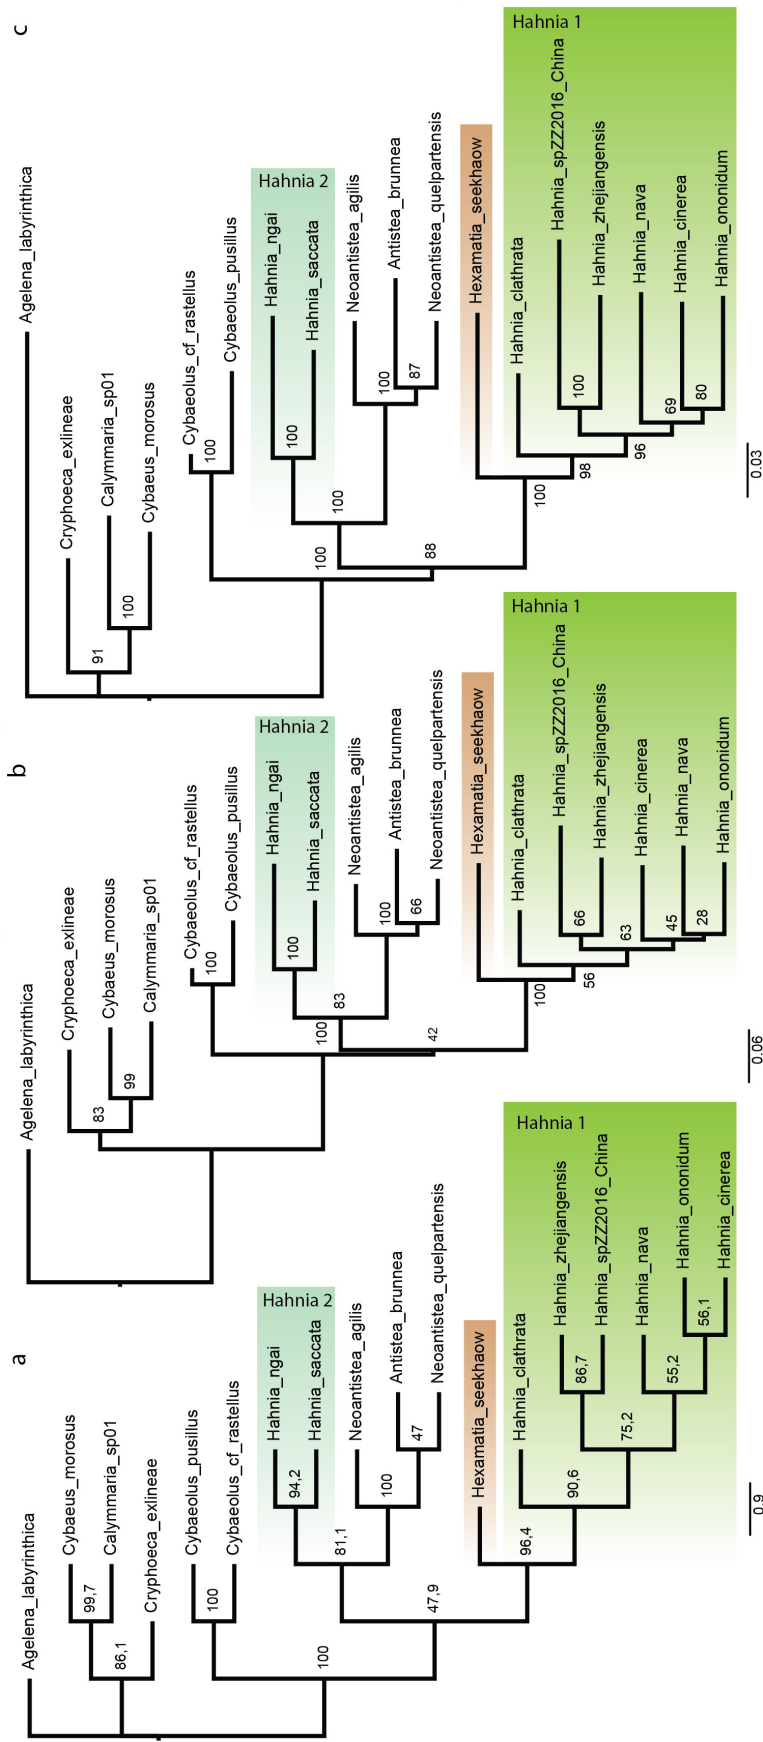 a
Agelena_labyrinthica
Cybaeus_morosus
99,7
Calymmaria_sp01
86,1
Cryphoeca_exlineae
Cybaeolus_pusillus
100
Cybaeolus_cf_rastellus
100
Hahnia 2
Hahnia_ngai
94,2
Hahnia_saccata
81,1
Neoantistea_agilis
100
Antistea_brunnea
47
Neoantistea_quelpartensis
47,9
Hexamatia_seekhaow
96,4
Hahnia 1
Hahnia_clathrata
90,6
Hahnia_zhejiangensis
86,7
Hahnia_spZZ2016_China
75,2
Hahnia_nava
55,2
Hahnia_ononidum
56,1
Hahnia_cinerea
0.9
b
Agelena_labyrinthica
Cryphoeca_exlineae
83
Cybaeus_morosus
99
Calymmaria_sp01
Cybaeolus_cf_rastellus
100
Cybaeolus_pusillus
100
Hahnia 2
Hahnia_ngai
100
Hahnia_saccata
83
Neoantistea_agilis
100
Antistea_brunnea
66
Neoantistea_quelpartensis
42
Hexamatia_seekhaow
100
Hahnia 1
Hahnia_clathrata
56
Hahnia_spZZ2016_China
66
Hahnia_zhejiangensis
63
Hahnia_cinerea
45
Hahnia_nava
28
Hahnia_ononidum
0.06
c
Agelena_labyrinthica
Cryphoeca_exlineae
91
Calymmaria_sp01
100
Cybaeus_morosus
Cybaeolus_cf_rastellus
100
Cybaeolus_pusillus
100
Hahnia 2
Hahnia_ngai
100
Hahnia_saccata
100
Neoantistea_agilis
100
Antistea_brunnea
87
Neoantistea_quelpartensis
88
Hexamatia_seekhaow
100
Hahnia 1
Hahnia_clathrata
98
Hahnia_spZZ2016_China
100
Hahnia_zhejiangensis
96
Hahnia_nava
69
Hahnia_cinerea
80
Hahnia_ononidum
0.03